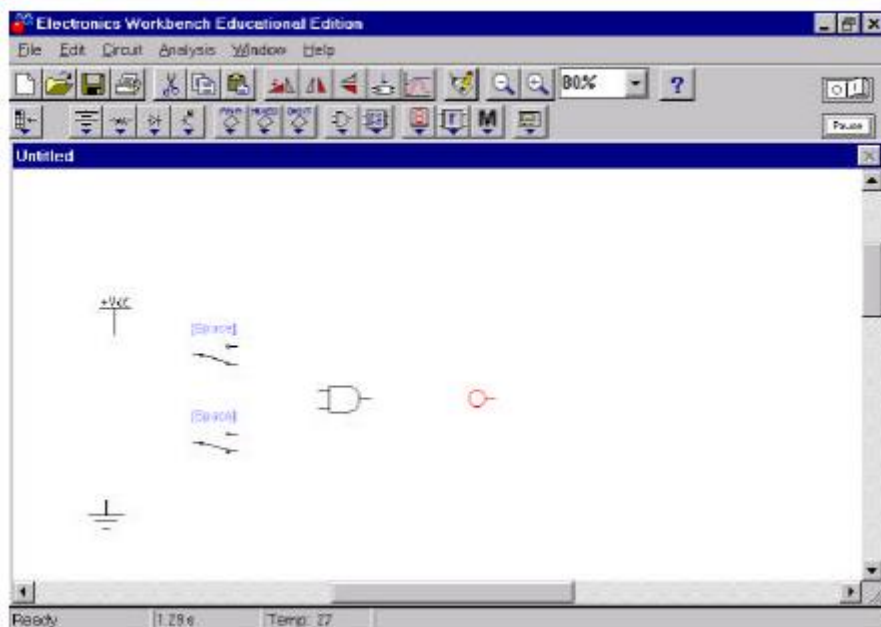 Electronics Workbench Educational Edition
File Edit Circuit Analysis Window Help
80%
?
M
Pause
Untitled
+Vcc
[Space]
[Space]
Ready 1.29 s Temp: 27